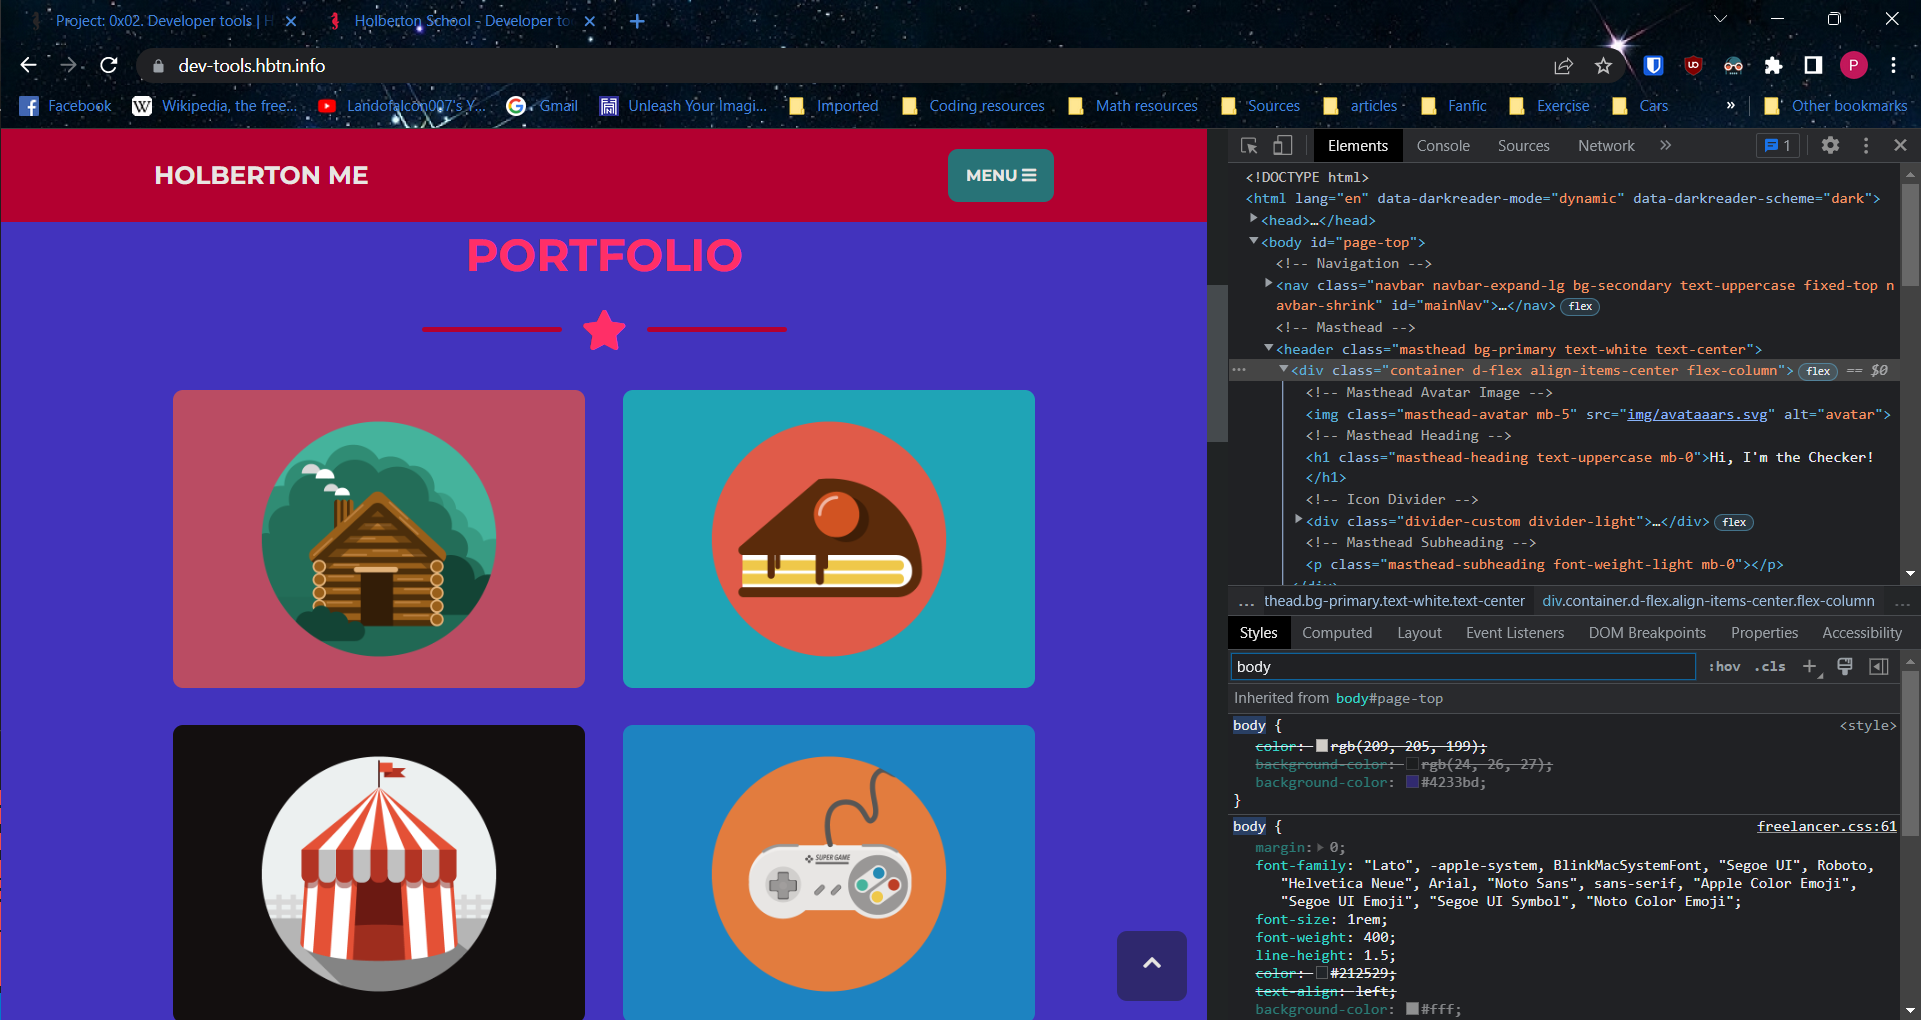 Project: 0x02. Developer tools | H
Holberton School - Developer to
dev-tools.hbtn.info
P
Facebook
Wikipedia, the free...
Landofalcon007's Y...
Gmail
Unleash Your Imagi...
Imported
Coding resources
Math resources
Sources
articles
Fanfic
Exercise
Cars
»
Other bookmarks
HOLBERTON ME
MENU
PORTFOLIO
SUPER GAME
Elements
Console
Sources
Network
»
1
<!DOCTYPE html>
<html lang="en" data-darkreader-mode="dynamic" data-darkreader-scheme="dark">
<head>…</head>
<body id="page-top">
<!-- Navigation -->
<nav class="navbar navbar-expand-lg bg-secondary text-uppercase fixed-top n
avbar-shrink" id="mainNav">…</nav> flex
<!-- Masthead -->
<header class="masthead bg-primary text-white text-center">
<div class="container d-flex align-items-center flex-column"> flex == $0
<!-- Masthead Avatar Image -->
<img class="masthead-avatar mb-5" src="img/avataaars.svg" alt="avatar">
<!-- Masthead Heading -->
<h1 class="masthead-heading text-uppercase mb-0">Hi, I'm the Checker!
</h1>
<!-- Icon Divider -->
<div class="divider-custom divider-light">…</div> flex
<!-- Masthead Subheading -->
<p class="masthead-subheading font-weight-light mb-0"></p>
</div>
... thead.bg-primary.text-white.text-center div.container.d-flex.align-items-center.flex-column ...
Styles
Computed
Layout
Event Listeners
DOM Breakpoints
Properties
Accessibility
body
:hov .cls +
Inherited from body#page-top
body { <style>
color: rgb(209, 205, 199);
background-color: rgb(24, 26, 27);
background-color: #4233bd;
}
body { freelancer.css:61
margin: 0;
font-family: "Lato", -apple-system, BlinkMacSystemFont, "Segoe UI", Roboto,
"Helvetica Neue", Arial, "Noto Sans", sans-serif, "Apple Color Emoji",
"Segoe UI Emoji", "Segoe UI Symbol", "Noto Color Emoji";
font-size: 1rem;
font-weight: 400;
line-height: 1.5;
color: #212529;
text-align: left;
background-color: #fff;